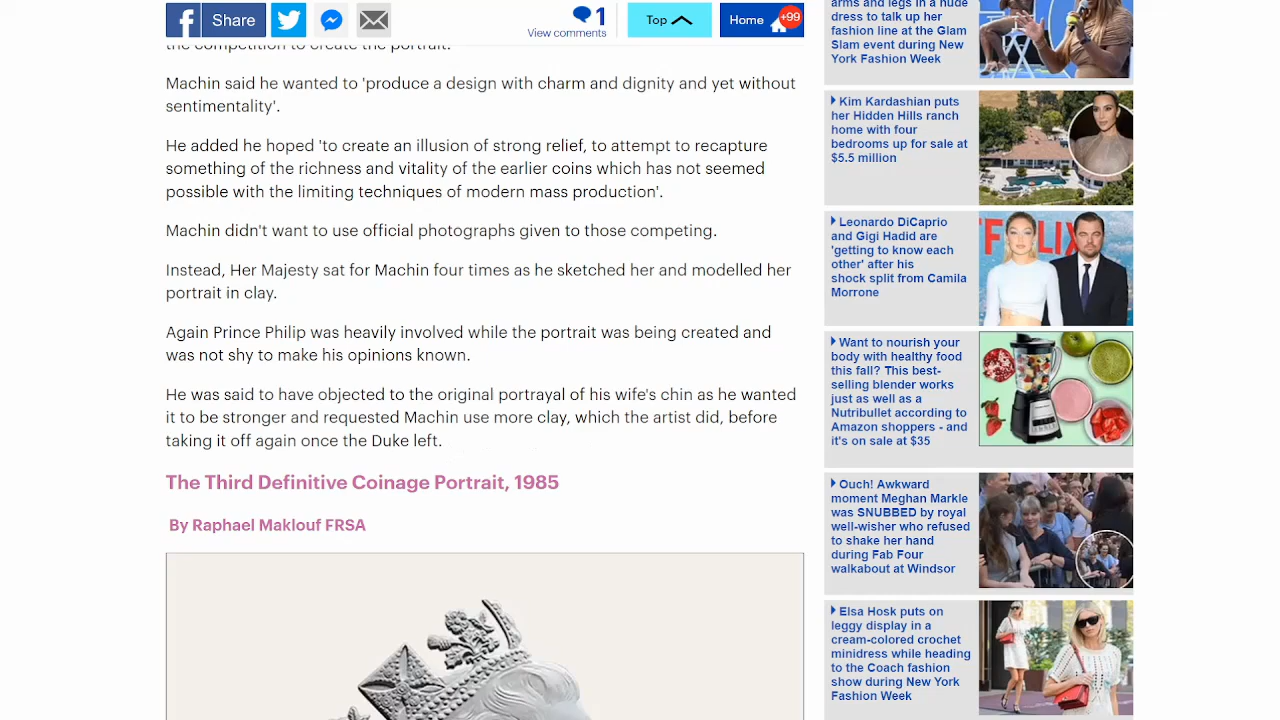 Share
1
View comments
Top
Home
+99
the competition to create the portrait.
Machin said he wanted to 'produce a design with charm and dignity and yet without
sentimentality'.
He added he hoped 'to create an illusion of strong relief, to attempt to recapture
something of the richness and vitality of the earlier coins which has not seemed
possible with the limiting techniques of modern mass production'.
Machin didn't want to use official photographs given to those competing.
Instead, Her Majesty sat for Machin four times as he sketched her and modelled her
portrait in clay.
Again Prince Philip was heavily involved while the portrait was being created and
was not shy to make his opinions known.
He was said to have objected to the original portrayal of his wife's chin as he wanted
it to be stronger and requested Machin use more clay, which the artist did, before
taking it off again once the Duke left.
The Third Definitive Coinage Portrait, 1985
By Raphael Maklouf FRSA
arms and legs in a nude
dress to talk up her
fashion line at the Glam
Slam event during New
York Fashion Week
Kim Kardashian puts
her Hidden Hills ranch
home with four
bedrooms up for sale at
$5.5 million
Leonardo DiCaprio
and Gigi Hadid are
'getting to know each
other' after his
shock split from Camila
Morrone
Want to nourish your
body with healthy food
this fall? This best-
selling blender works
just as well as a
Nutribullet according to
Amazon shoppers - and
it's on sale at $35
Ouch! Awkward
moment Meghan Markle
was SNUBBED by royal
well-wisher who refused
to shake her hand
during Fab Four
walkabout at Windsor
Elsa Hosk puts on
leggy display in a
cream-colored crochet
minidress while heading
to the Coach fashion
show during New York
Fashion Week